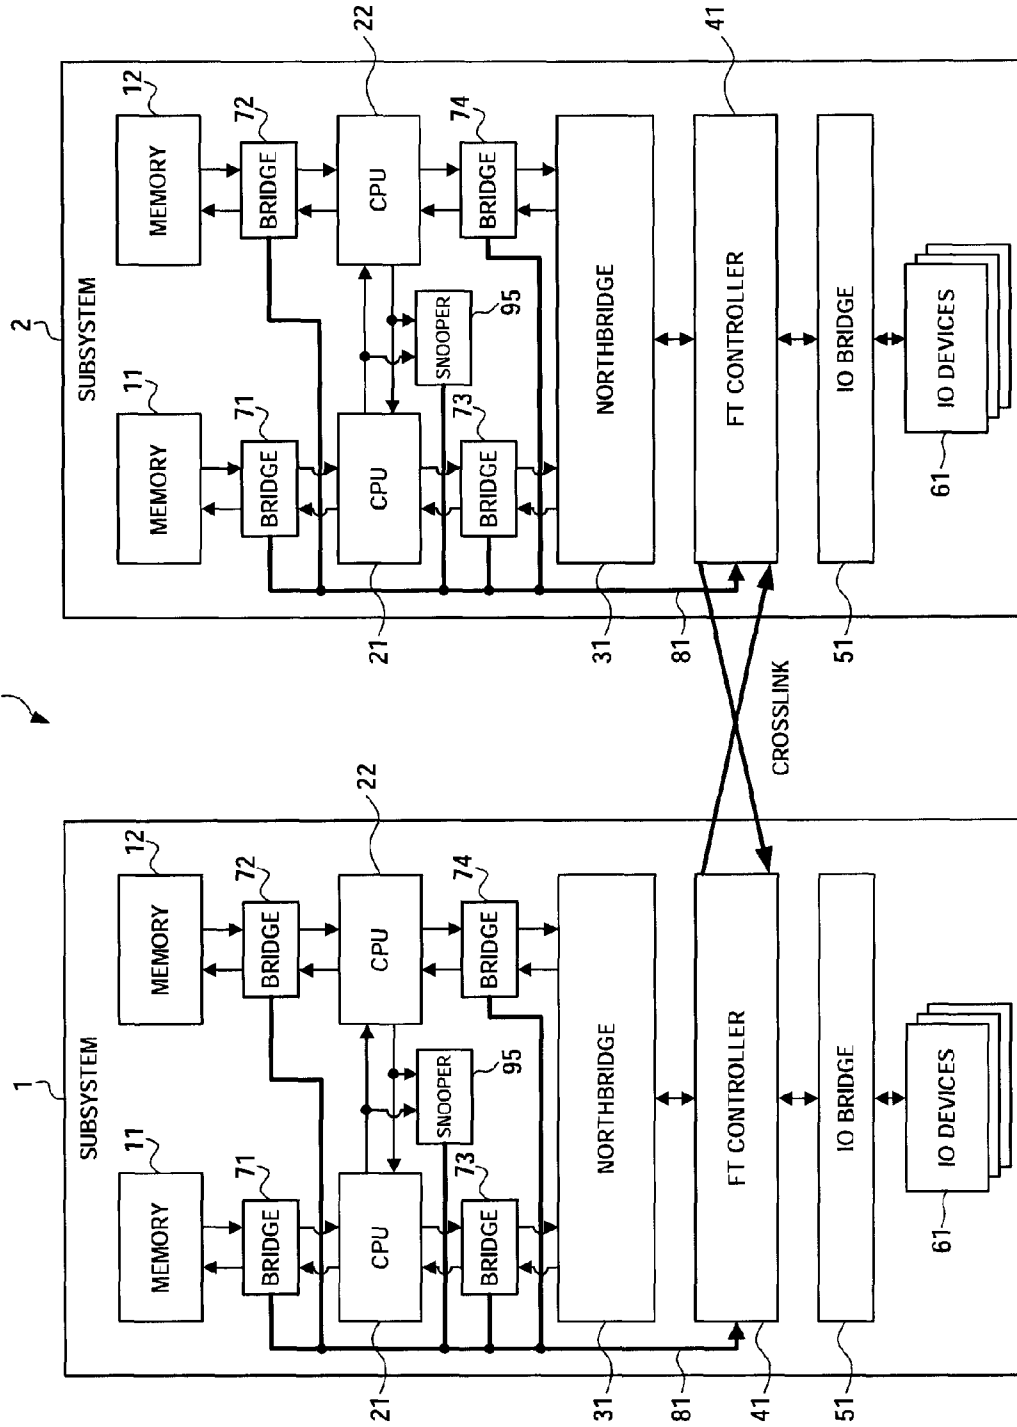 1
SUBSYSTEM
11
MEMORY
12
MEMORY
71
BRIDGE
72
BRIDGE
21
CPU
22
CPU
SNOOPER
95
73
BRIDGE
74
BRIDGE
31
NORTHBRIDGE
81
41
FT CONTROLLER
51
IO BRIDGE
61
IO DEVICES
CROSSLINK
2
SUBSYSTEM
11
MEMORY
12
MEMORY
71
BRIDGE
72
BRIDGE
21
CPU
22
CPU
SNOOPER
95
73
BRIDGE
74
BRIDGE
31
NORTHBRIDGE
81
41
FT CONTROLLER
51
IO BRIDGE
61
IO DEVICES